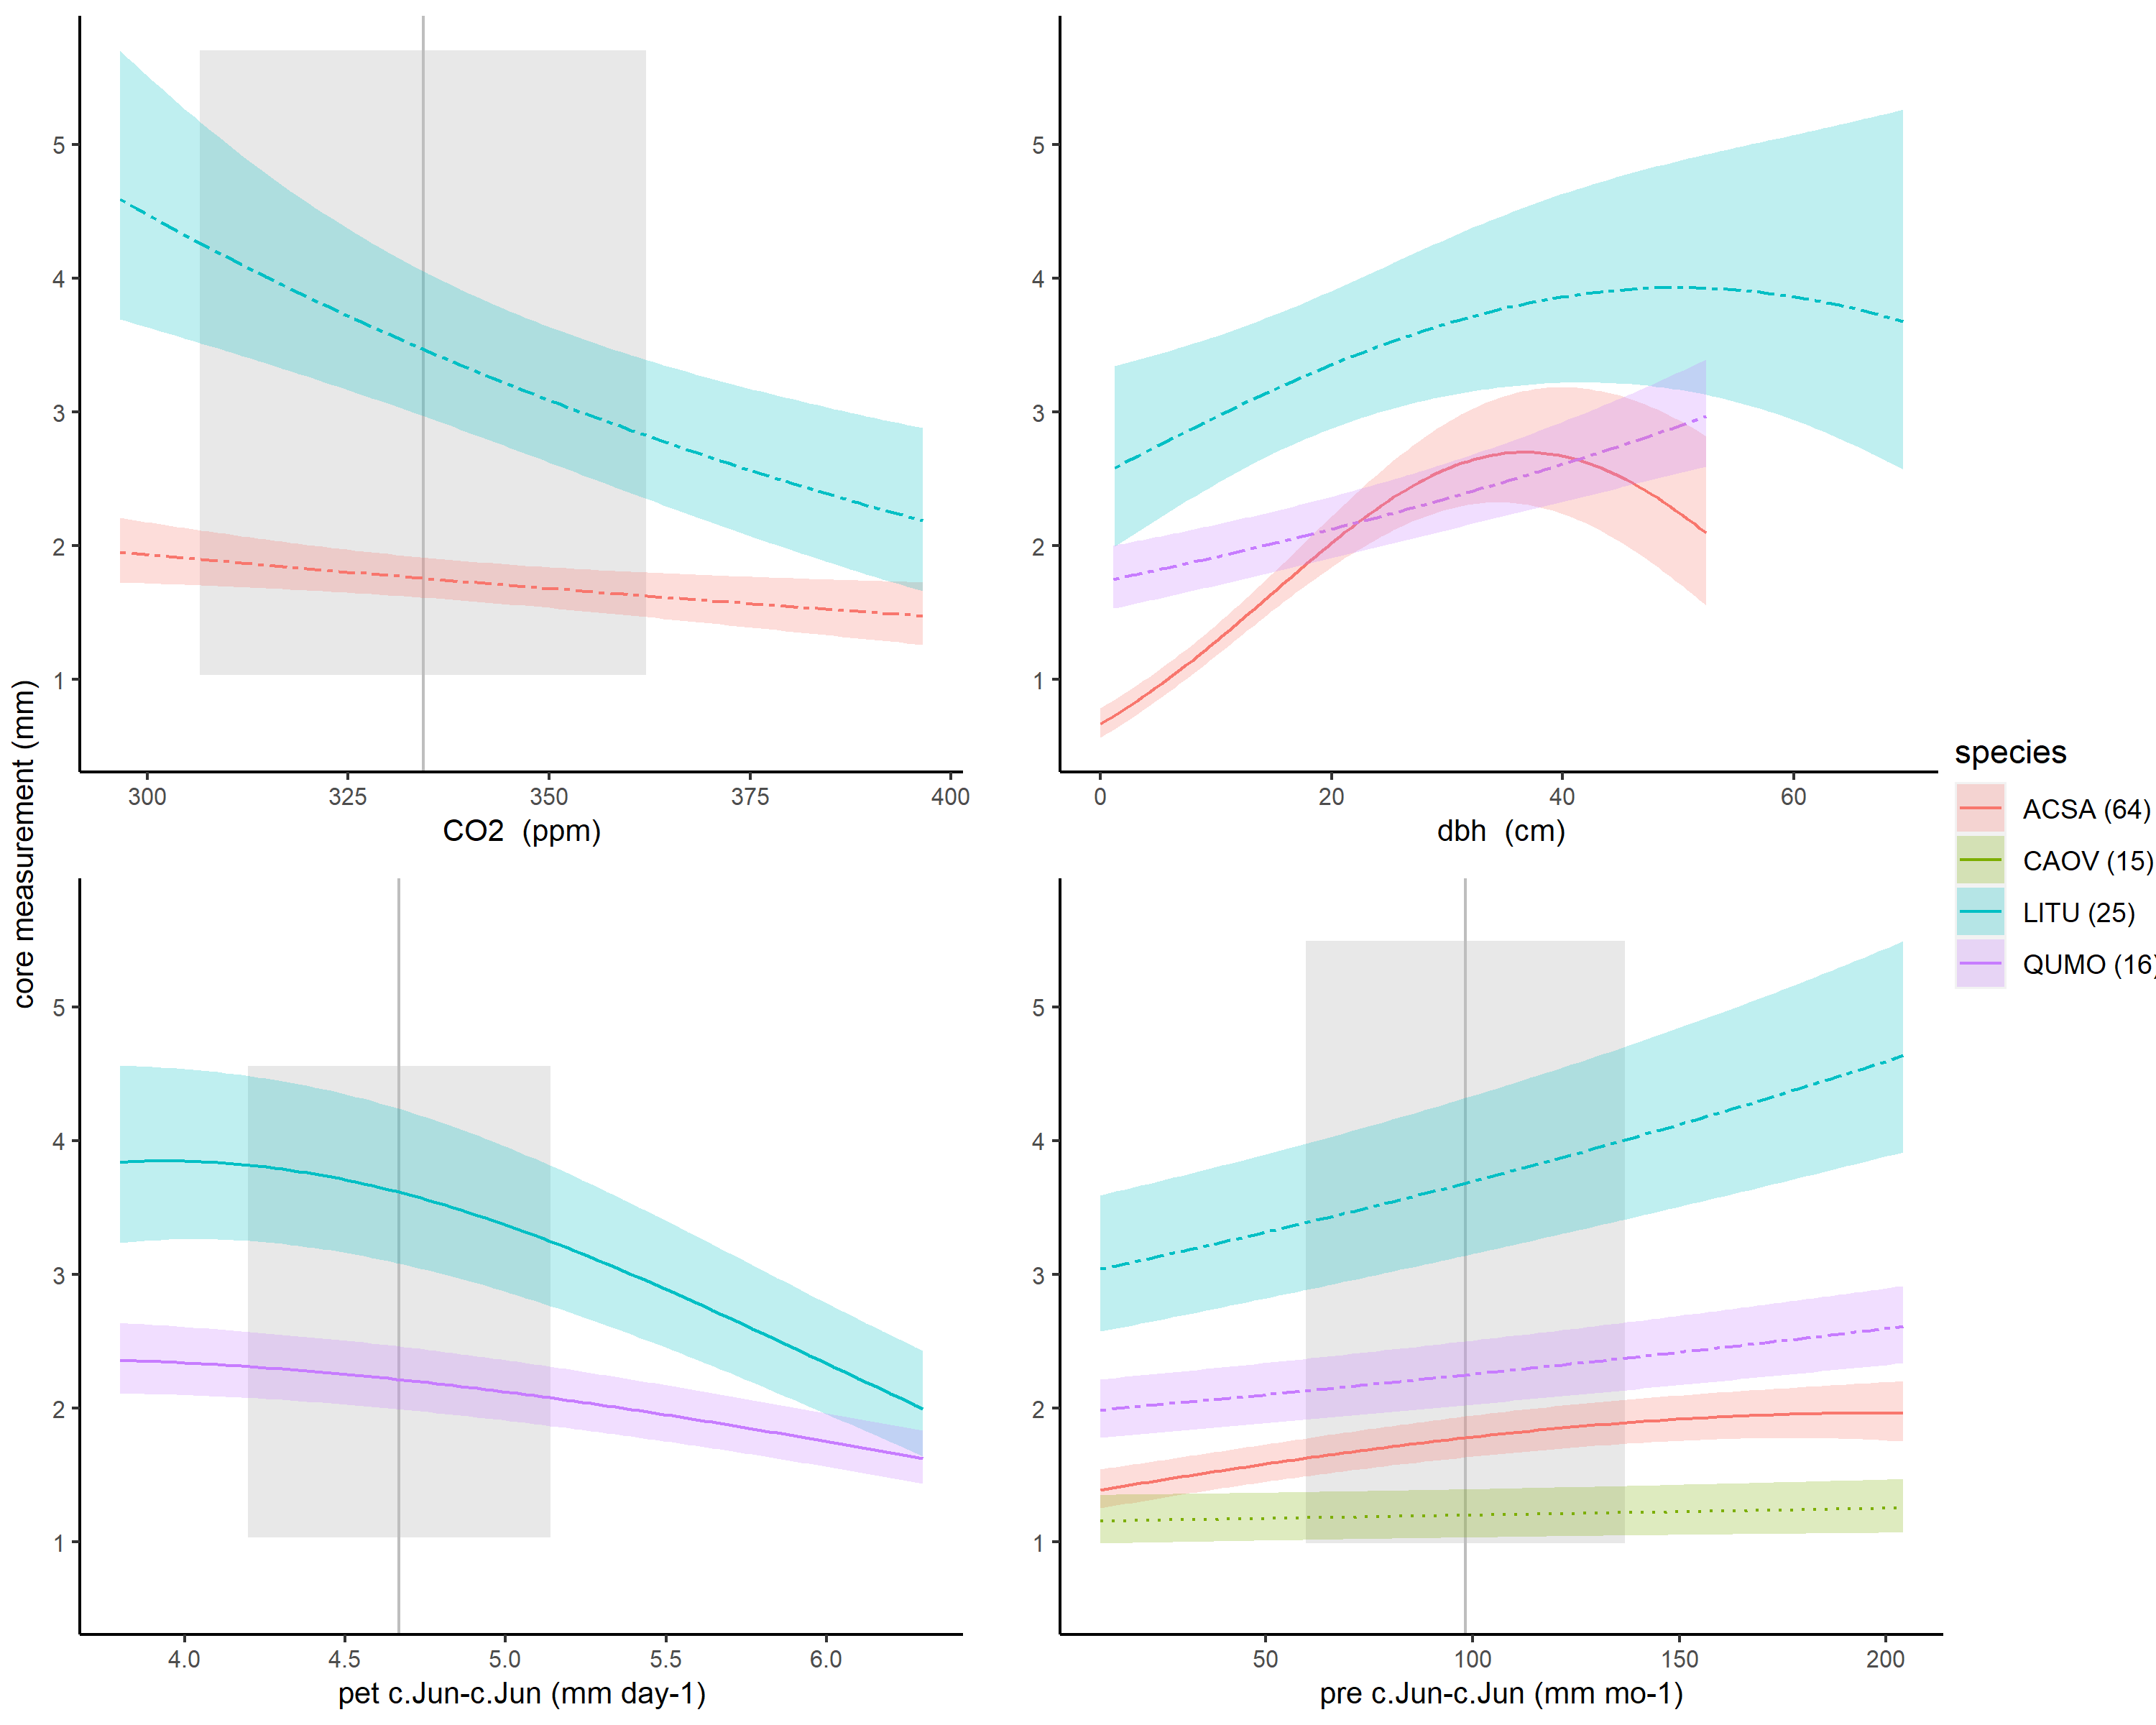 5
4
3
2
1
300 325 350 375 400
CO2 (ppm)
5
4
3
2
1
0 20 40 60
dbh (cm)
core measurement (mm)
species
ACSA (64)
CAOV (15)
LITU (25)
QUMO (16)
5
4
3
2
1
4.0 4.5 5.0 5.5 6.0
pet c.Jun-c.Jun (mm day-1)
5
4
3
2
1
50 100 150 200
pre c.Jun-c.Jun (mm mo-1)